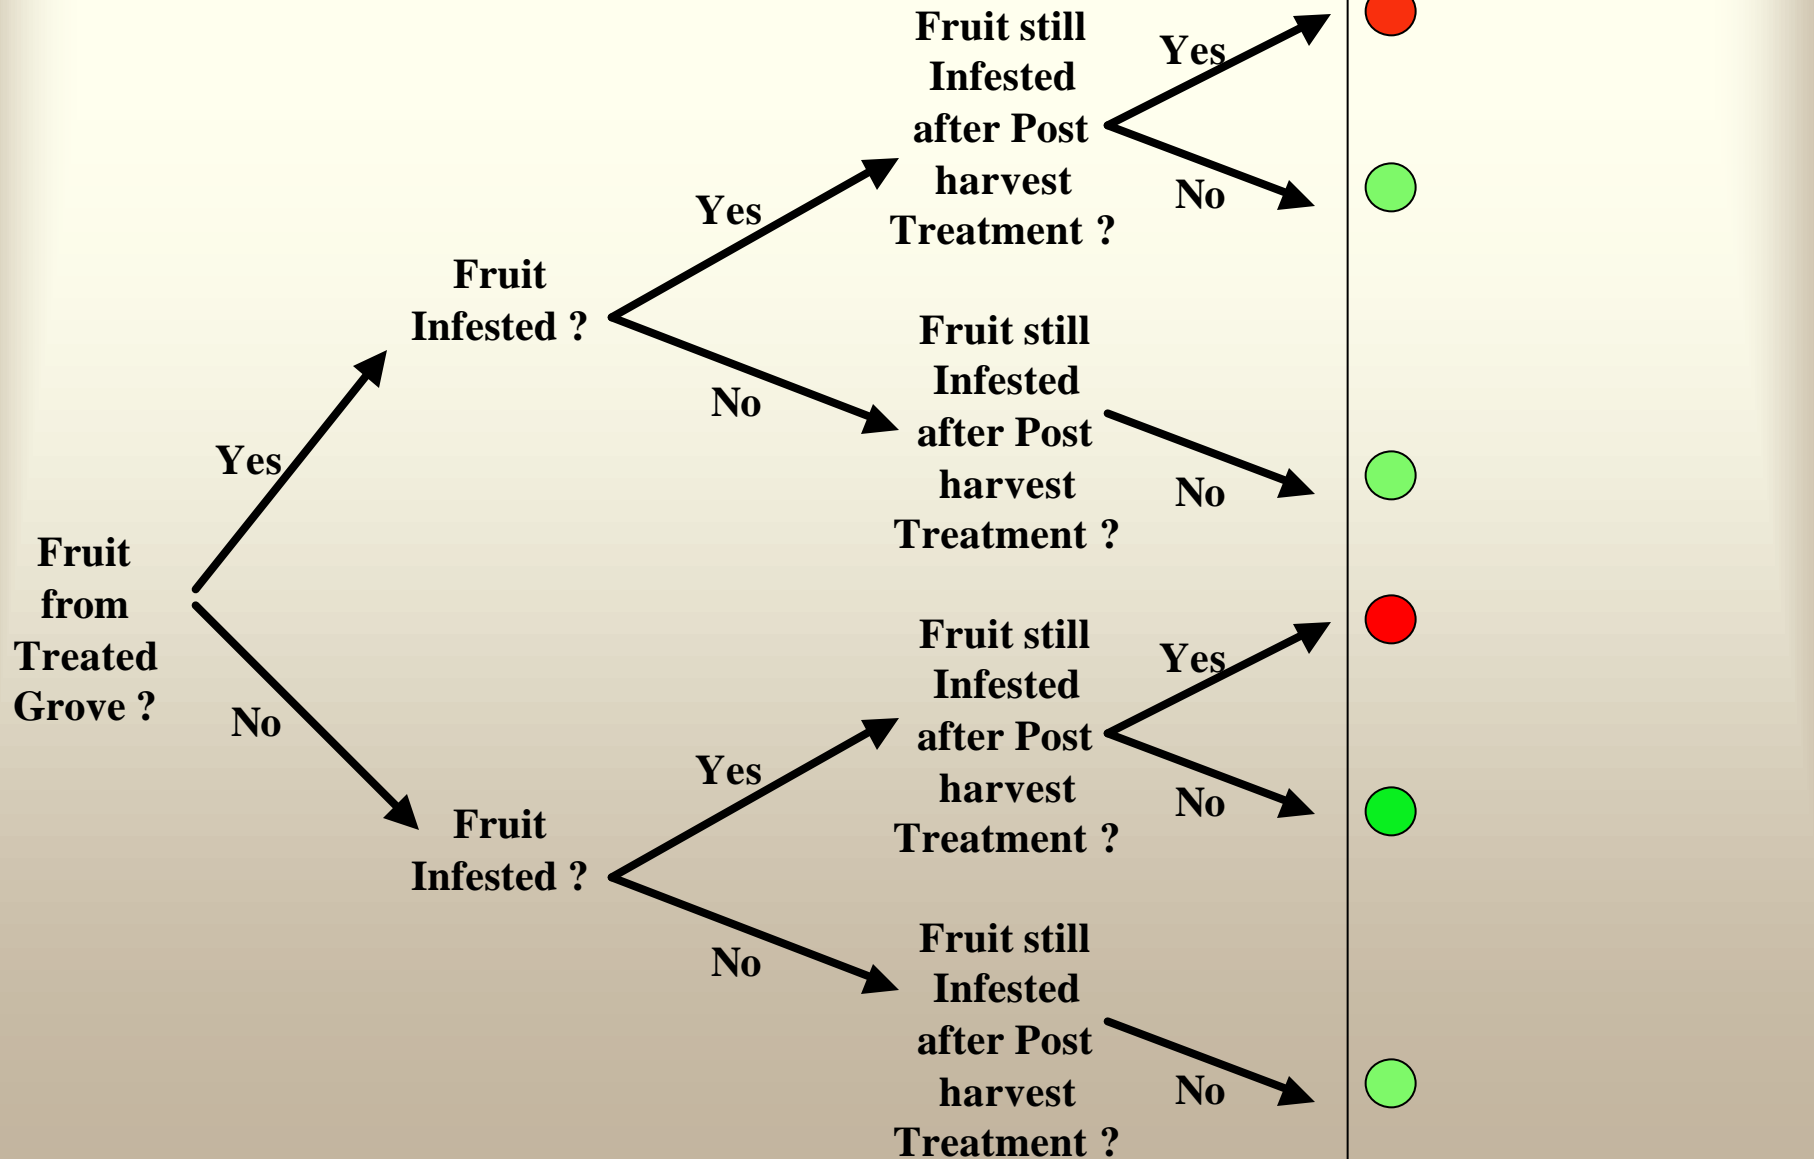 Fruit
from
Treated
Grove ?
Yes
No
Fruit
Infested ?
Yes
No
Fruit
Infested ?
Yes
No
Fruit still
Infested
after Post
harvest
Treatment ?
Yes
No
Fruit still
Infested
after Post
harvest
Treatment ?
No
Fruit still
Infested
after Post
harvest
Treatment ?
Yes
No
Fruit still
Infested
after Post
harvest
Treatment ?
No